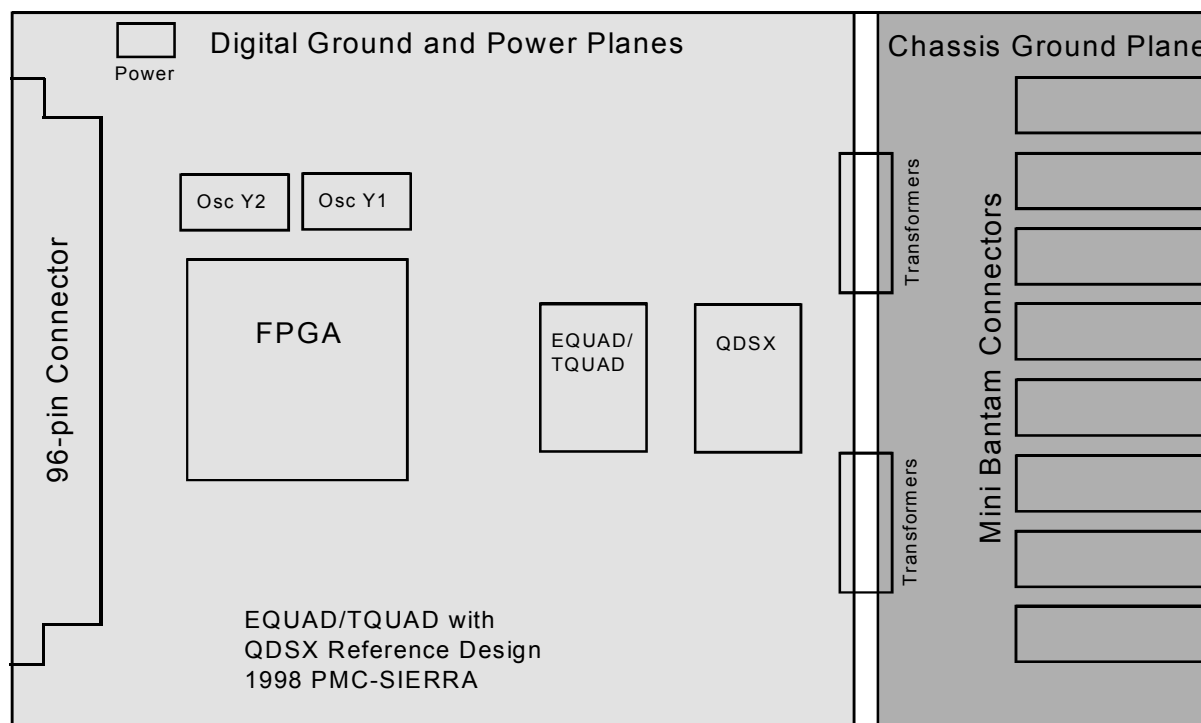 Digital Ground and Power Planes
Chassis Ground Plane
Power
Osc Y2
Osc Y1
96-pin Connector
FPGA
EQUAD/
TQUAD
QDSX
Transformers
Mini Bantam Connectors
Transformers
EQUAD/TQUAD with
QDSX Reference Design
1998 PMC-SIERRA